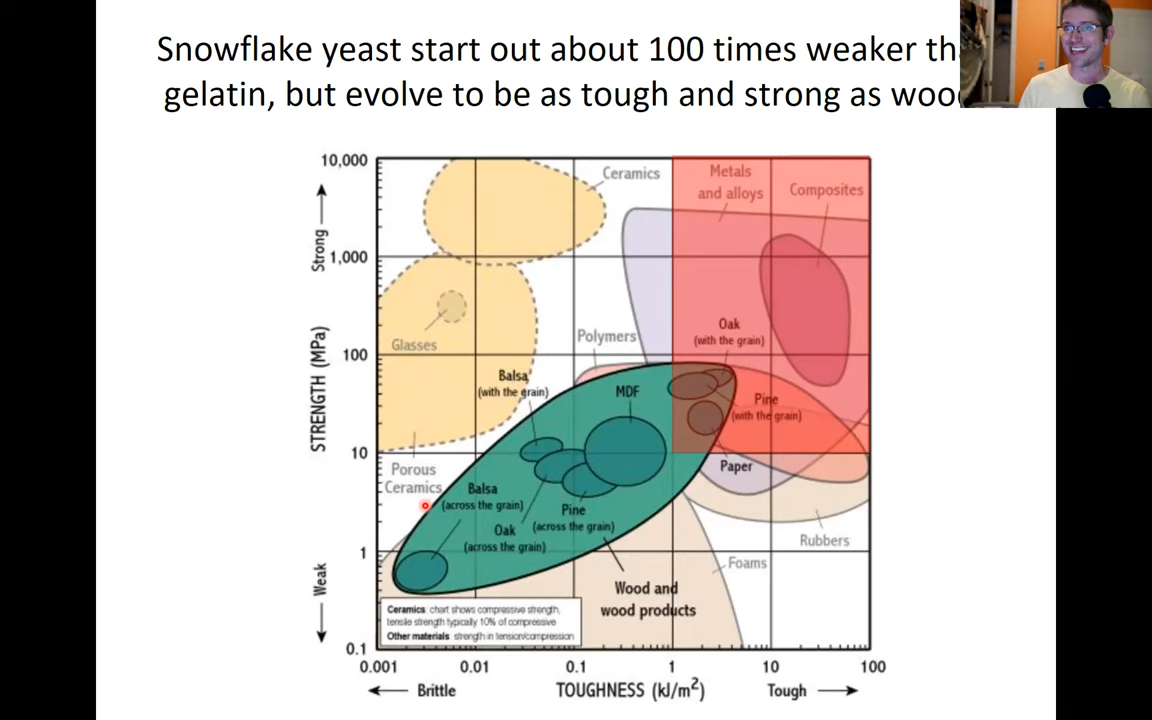 Snowflake yeast start out about 100 times weaker
gelatin, but evolve to be as tough and strong as
10,000
Ceramics
Metals
and alloys
Composites
Strong
1,000
Glasses
Polymers
Oak
(with the grain)
STRENGTH (MPa)
100
Balsa
(with the grain)
MDF
Pine
(with the grain)
10
Paper
Porous
Ceramics
Balsa
(across the grain)
Pine
(across the grain)
Oak
(across the grain)
Rubbers
1
Foams
Weak
Wood and
wood products
Ceramics: chart shows compressive strength,
tensile strength typically 10% of compressive
Other materials: strength in tension/compression
0.1
0.001
0.01
0.1
1
10
100
Brittle
TOUGHNESS (kJ/m²)
Tough